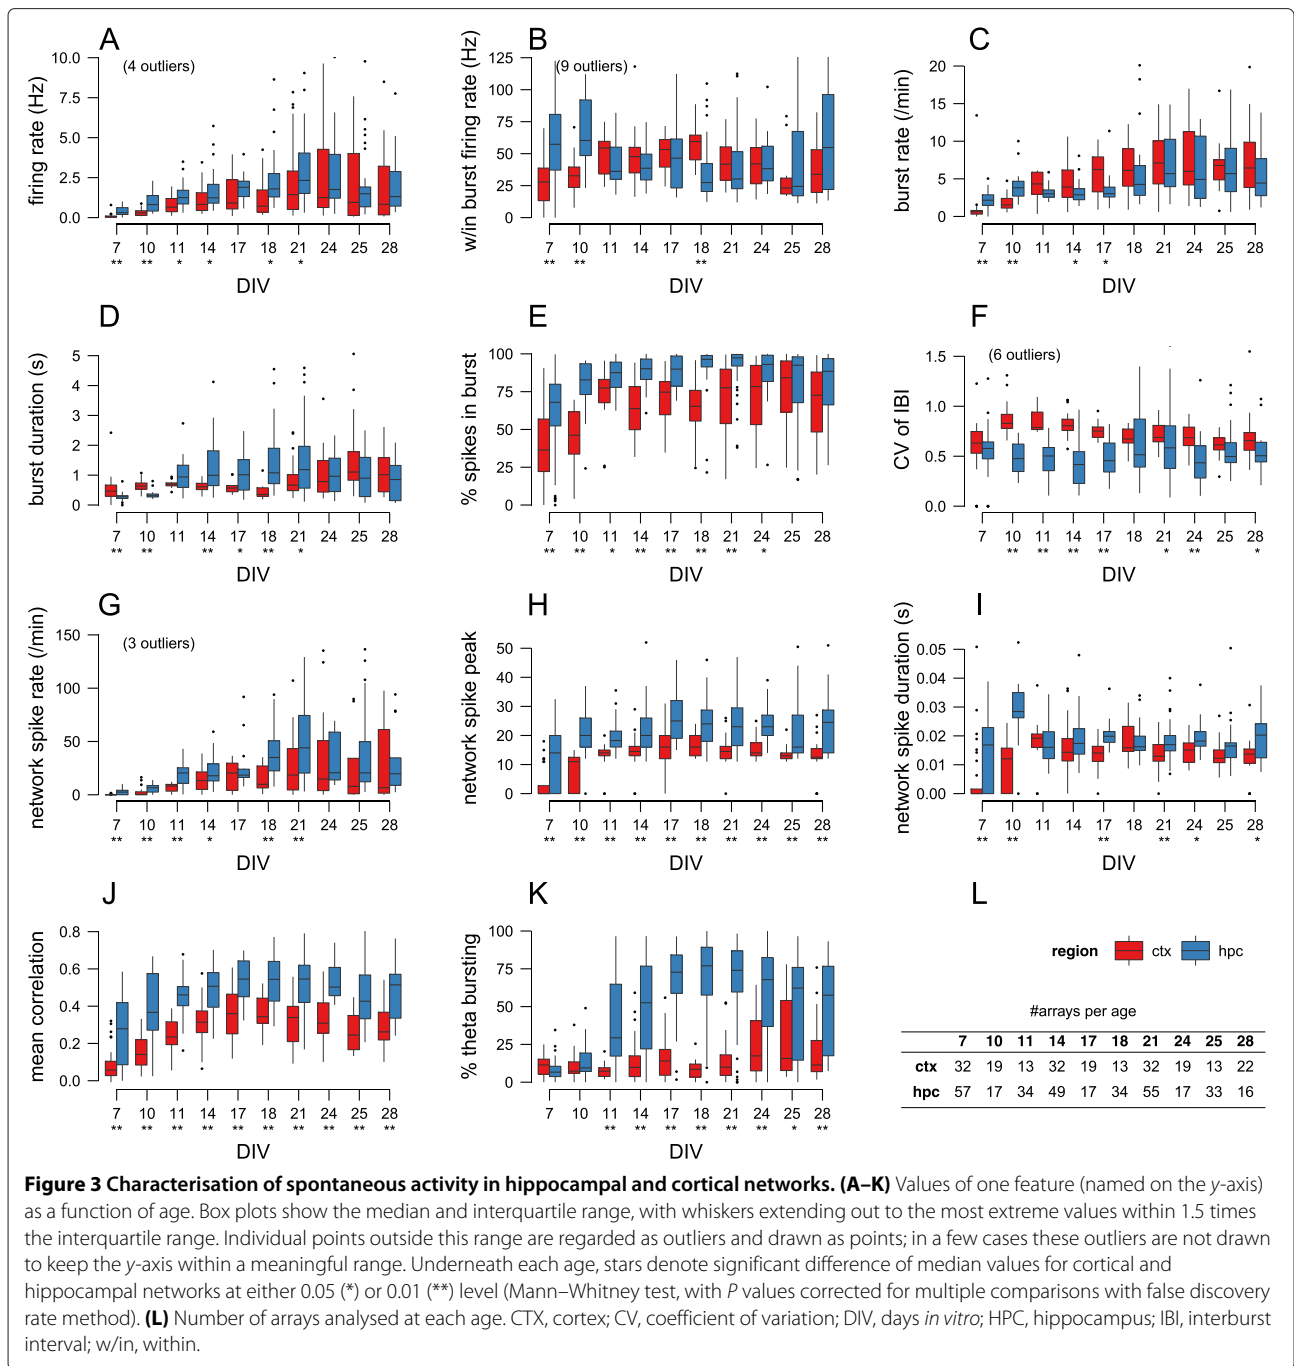 A
B
C
firing rate (Hz)
10.0
7.5
5.0
2.5
0.0
(4 outliers)
7 10 11 14 17 18 21 24 25 28
** ** * * * *
DIV
w/in burst firing rate (Hz)
125
100
75
50
25
0
(9 outliers)
7 10 11 14 17 18 21 24 25 28
** ** **
DIV
burst rate (/min)
20
15
10
5
0
7 10 11 14 17 18 21 24 25 28
** ** * *
DIV
D
E
F
burst duration (s)
5
4
3
2
1
0
7 10 11 14 17 18 21 24 25 28
** ** ** * ** *
DIV
% spikes in burst
100
75
50
25
0
7 10 11 14 17 18 21 24 25 28
** ** * ** ** ** ** *
DIV
CV of IBI
1.5
1.0
0.5
0.0
(6 outliers)
7 10 11 14 17 18 21 24 25 28
** ** ** ** * ** *
DIV
G
H
I
network spike rate (/min)
150
100
50
0
(3 outliers)
7 10 11 14 17 18 21 24 25 28
** ** ** * ** **
DIV
network spike peak
50
40
30
20
10
0
7 10 11 14 17 18 21 24 25 28
** ** ** ** ** ** ** ** ** **
DIV
network spike duration (s)
0.05
0.04
0.03
0.02
0.01
0.00
7 10 11 14 17 18 21 24 25 28
** ** ** ** * *
DIV
J
K
L
mean correlation
0.8
0.6
0.4
0.2
0.0
7 10 11 14 17 18 21 24 25 28
** ** ** ** ** ** ** ** ** **
DIV
% theta bursting
100
75
50
25
0
7 10 11 14 17 18 21 24 25 28
** ** ** ** ** ** * **
DIV
region ctx hpc
#arrays per age
7 10 11 14 17 18 21 24 25 28
ctx 32 19 13 32 19 13 32 19 13 22
hpc 57 17 34 49 17 34 55 17 33 16
Figure 3 Characterisation of spontaneous activity in hippocampal and cortical networks. (A–K) Values of one feature (named on the y-axis)
as a function of age. Box plots show the median and interquartile range, with whiskers extending out to the most extreme values within 1.5 times
the interquartile range. Individual points outside this range are regarded as outliers and drawn as points; in a few cases these outliers are not drawn
to keep the y-axis within a meaningful range. Underneath each age, stars denote significant difference of median values for cortical and
hippocampal networks at either 0.05 (*) or 0.01 (**) level (Mann–Whitney test, with P values corrected for multiple comparisons with false discovery
rate method). (L) Number of arrays analysed at each age. CTX, cortex; CV, coefficient of variation; DIV, days in vitro; HPC, hippocampus; IBI, interburst
interval; w/in, within.